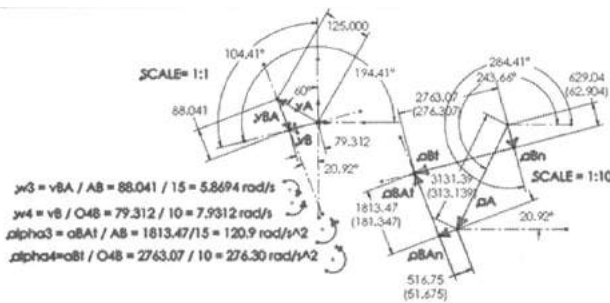 125.000
104.41°
SCALE= 1:1
60°
vA
194.41°
88.041
vBA
vB
79.312
20.92°
284.41°
243.66°
629.04
(62.904)
2763.07
(276.307)
aBt
aBn
3131.39
(313.139)
SCALE = 1:10
aBAt
1813.47
(181.347)
aA
20.92°
aBAn
516.75
(51.675)
w3 = vBA / AB = 88.041 / 15 = 5.8694 rad/s
w4 = vB / O4B = 79.312 / 10 = 7.9312 rad/s
alpha3 = aBAt / AB = 1813.47/15 = 120.9 rad/s^2
alpha4=aBt / O4B = 2763.07 / 10 = 276.30 rad/s^2